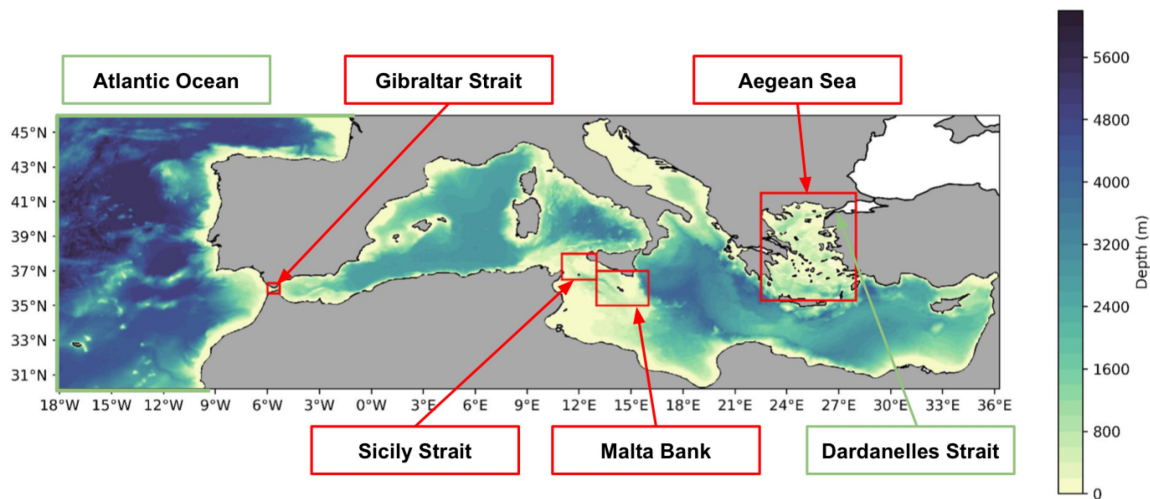 Atlantic Ocean
Gibraltar Strait
Aegean Sea
45°N
43°N
41°N
39°N
37°N
35°N
33°N
31°N
18°W 15°W 12°W 9°W 6°W 3°W 0°E 3°E 6°E 9°E 12°E 15°E 18°E 21°E 24°E 27°E 30°E 33°E 36°E
Sicily Strait
Malta Bank
Dardanelles Strait
5600
4800
4000
3200
2400
1600
800
0
Depth (m)